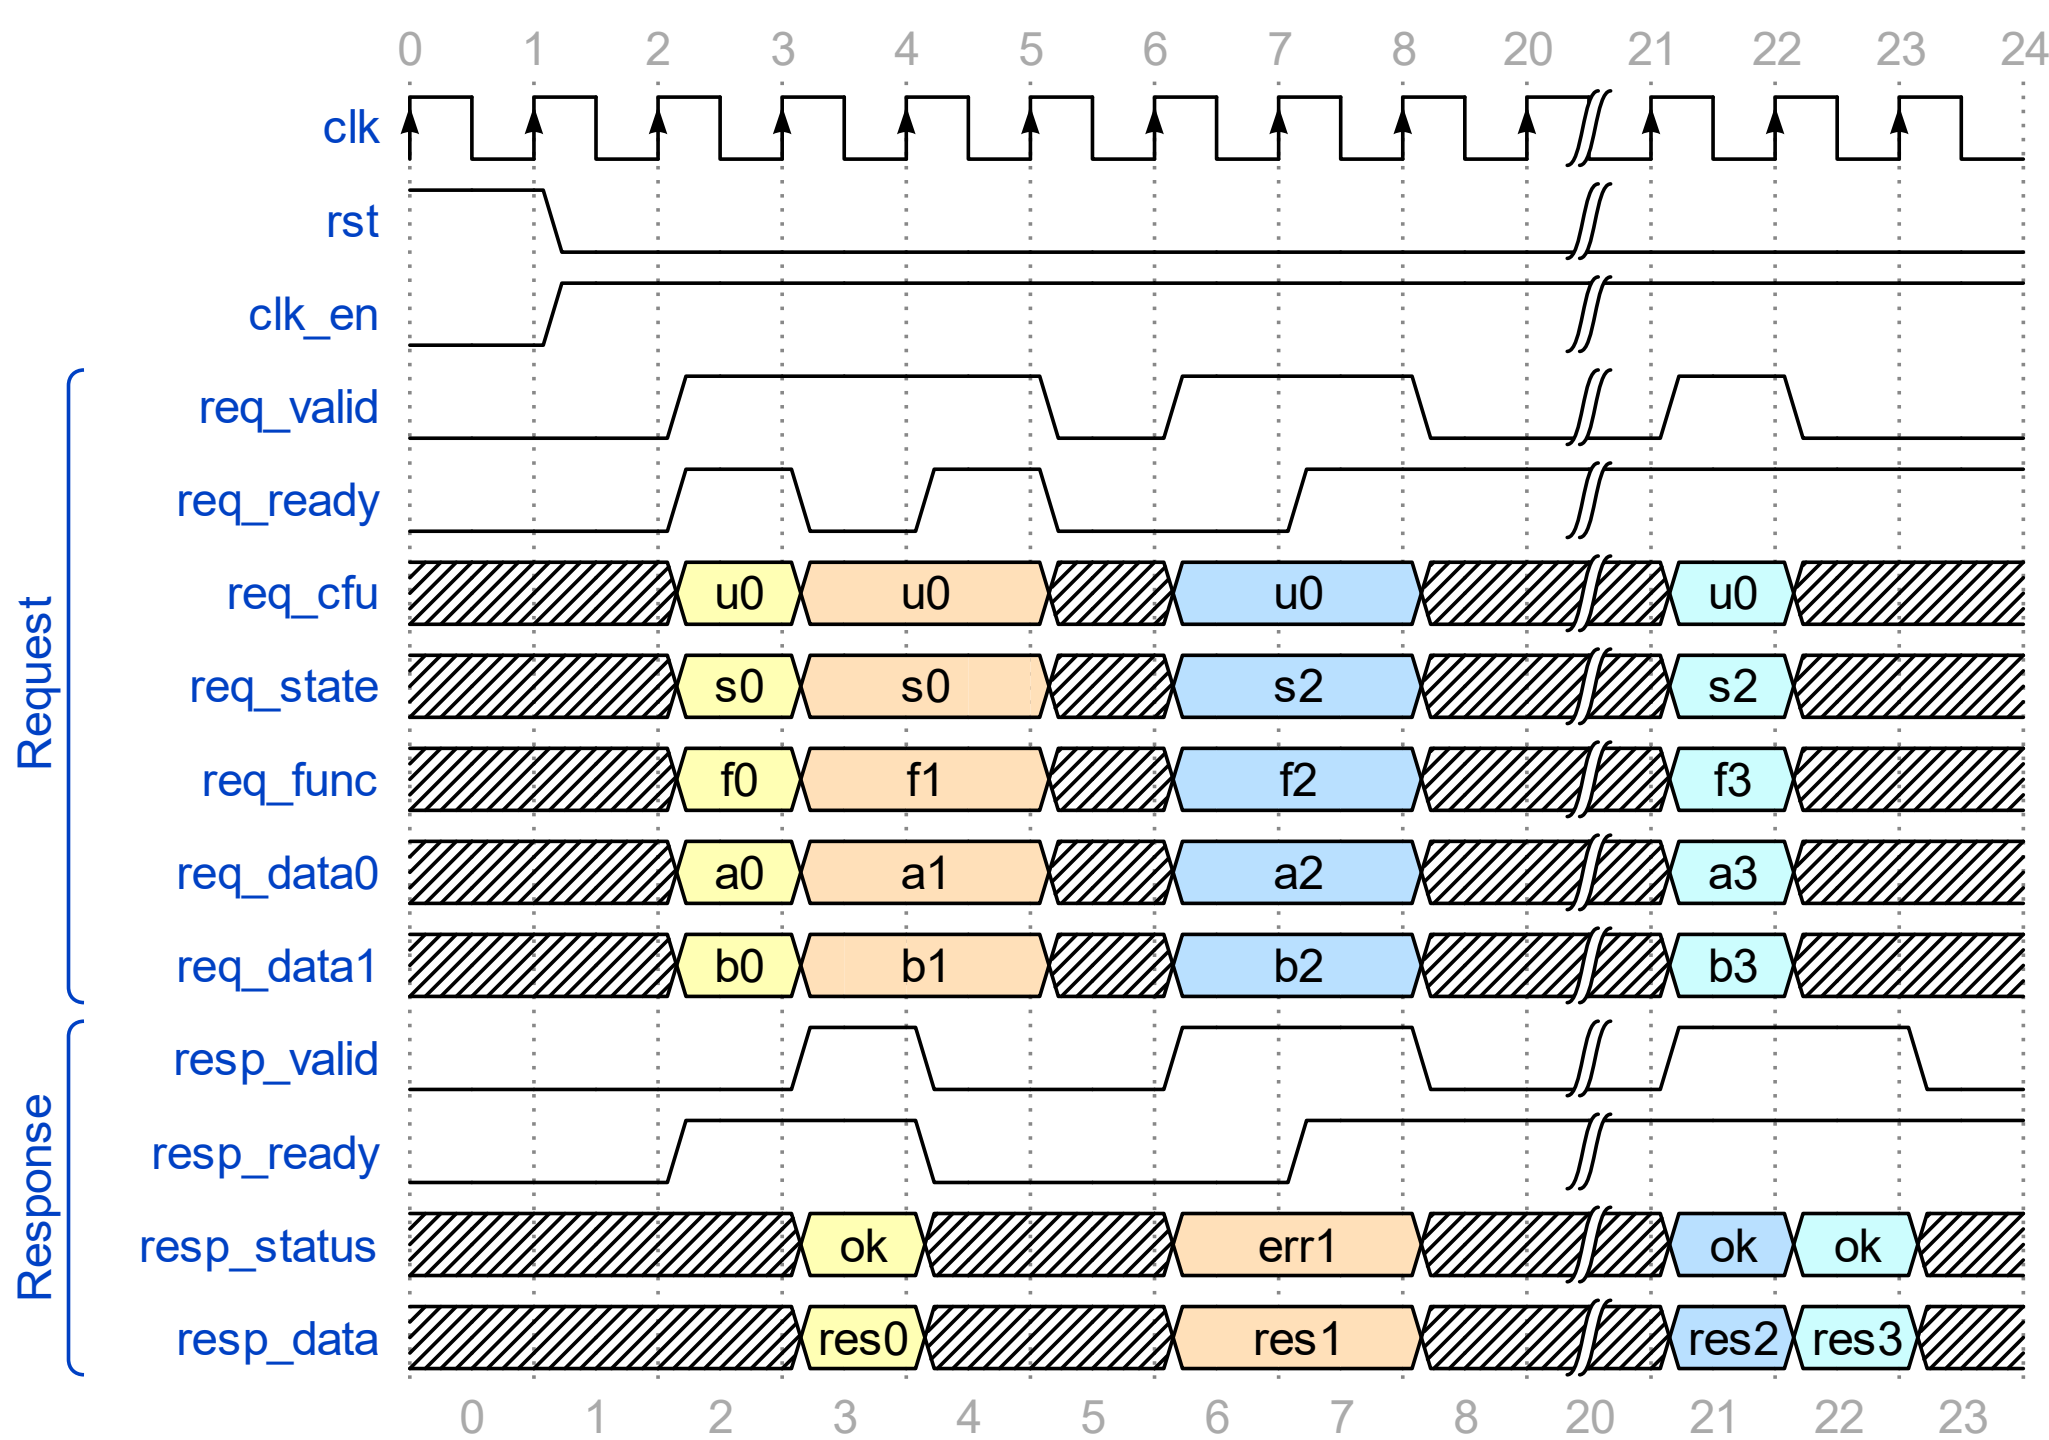 0 1 2 3 4 5 6 7 8 20 21 22 23 24
clk
rst
clk_en
Request
req_valid
req_ready
req_cfu u0 u0 u0 u0
req_state s0 s0 s2 s2
req_func f0 f1 f2 f3
req_data0 a0 a1 a2 a3
req_data1 b0 b1 b2 b3
Response
resp_valid
resp_ready
resp_status ok err1 ok ok
resp_data res0 res1 res2 res3
0 1 2 3 4 5 6 7 8 20 21 22 23